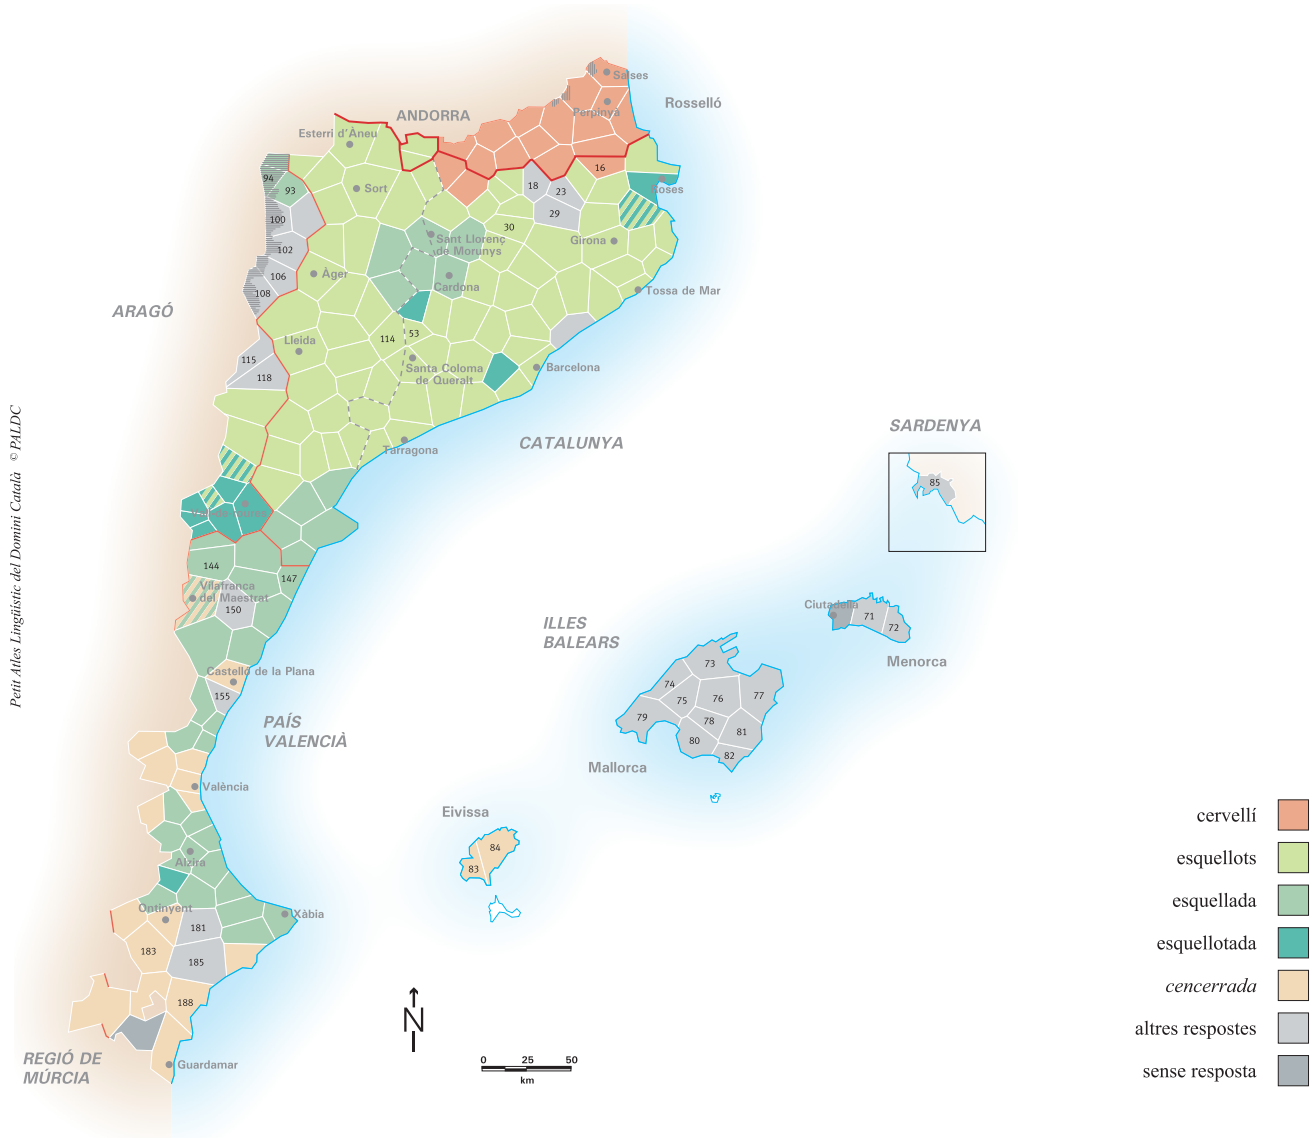 Salses
Rosselló
Perpinyà
ANDORRA
Esterri d'Àneu
16
94
93
Sort
18
23
Roses
100
29
30
Sant Llorenç
de Morunys
Girona
102
106
Àger
Cardona
108
Tossa de Mar
ARAGÓ
Lleida
114
53
115
118
Santa Coloma
de Queralt
Barcelona
Petit Atles Lingüístic del Domini Català © PALDC
CATALUNYA
Tarragona
SARDENYA
85
144
147
Vilafranca
del Maestrat
150
Ciutadella
71
72
ILLES
BALEARS
Menorca
Castelló de la Plana
155
73
74
75
76
77
78
79
80
81
82
PAÍS
VALENCIÀ
Mallorca
València
Eivissa
84
83
Alzira
Ontinyent
Xàbia
181
183
185
188
N
REGIÓ DE
MÚRCIA
Guardamar
0 25 50
km
cervellí
esquellots
esquellada
esquellotada
cencerrada
altres respostes
sense resposta